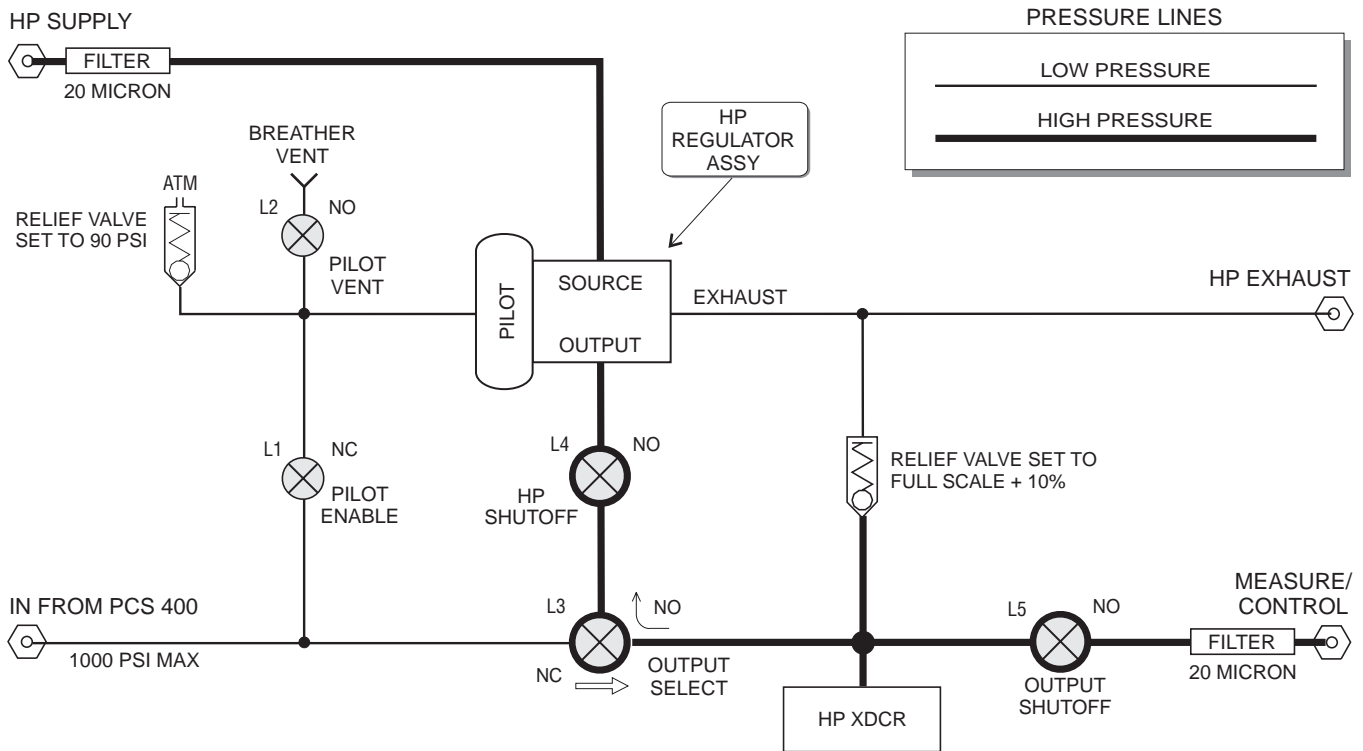 HP SUPPLY
FILTER
20 MICRON
PRESSURE LINES
LOW PRESSURE
HIGH PRESSURE
HP
REGULATOR
ASSY
BREATHER
VENT
ATM
RELIEF VALVE
SET TO 90 PSI
L2
NO
PILOT
VENT
PILOT
SOURCE
OUTPUT
EXHAUST
HP EXHAUST
L1
NC
PILOT
ENABLE
L4
NO
HP
SHUTOFF
RELIEF VALVE SET TO
FULL SCALE + 10%
IN FROM PCS 400
1000 PSI MAX
L3
NO
NC
OUTPUT
SELECT
HP XDCR
L5
NO
OUTPUT
SHUTOFF
MEASURE/
CONTROL
FILTER
20 MICRON